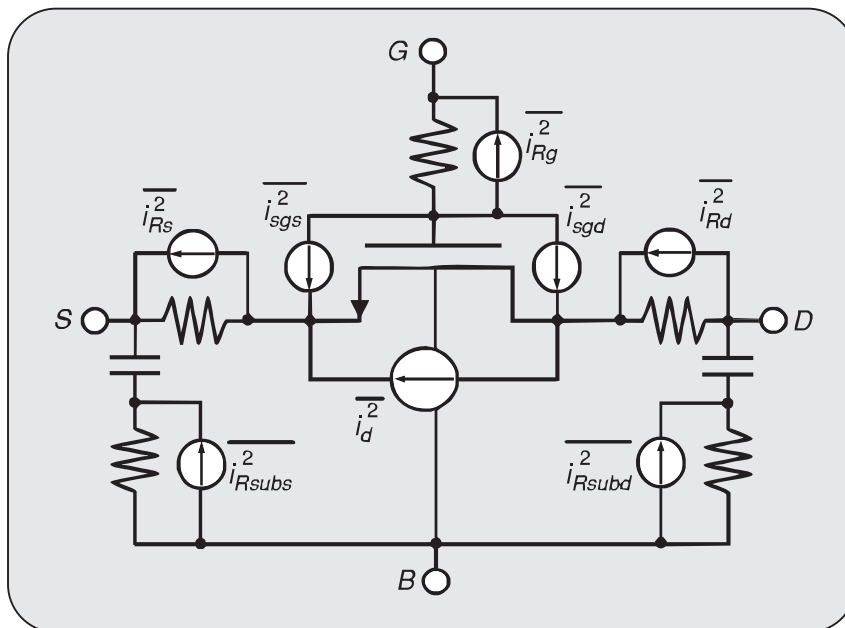 G
i²Rg
i²Rs
i²sgs
i²sgd
i²Rd
S
D
i²d
i²Rsubs
i²Rsubd
B